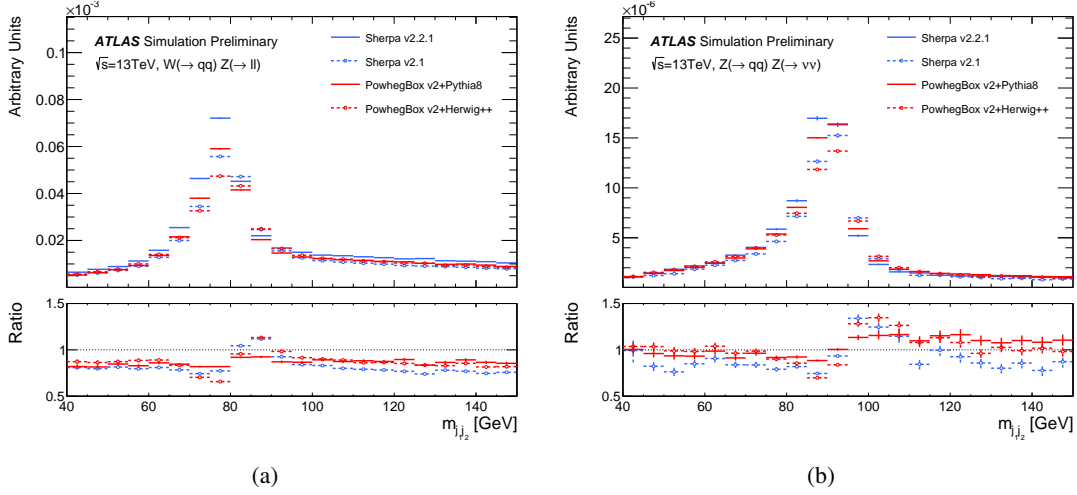 ×10⁻³
Arbitrary Units
0.1
0.08
0.06
0.04
0.02
ATLAS Simulation Preliminary
√s=13TeV, W(→ qq) Z(→ ll)
Sherpa v2.2.1
Sherpa v2.1
PowhegBox v2+Pythia8
PowhegBox v2+Herwig++
Ratio
1.5
1
0.5
40 60 80 100 120 140
m_{j_1 j_2} [GeV]
(a)
×10⁻⁶
Arbitrary Units
25
20
15
10
5
ATLAS Simulation Preliminary
√s=13TeV, Z(→ qq) Z(→ νν)
Sherpa v2.2.1
Sherpa v2.1
PowhegBox v2+Pythia8
PowhegBox v2+Herwig++
Ratio
1.5
1
0.5
40 60 80 100 120 140
m_{j_1 j_2} [GeV]
(b)